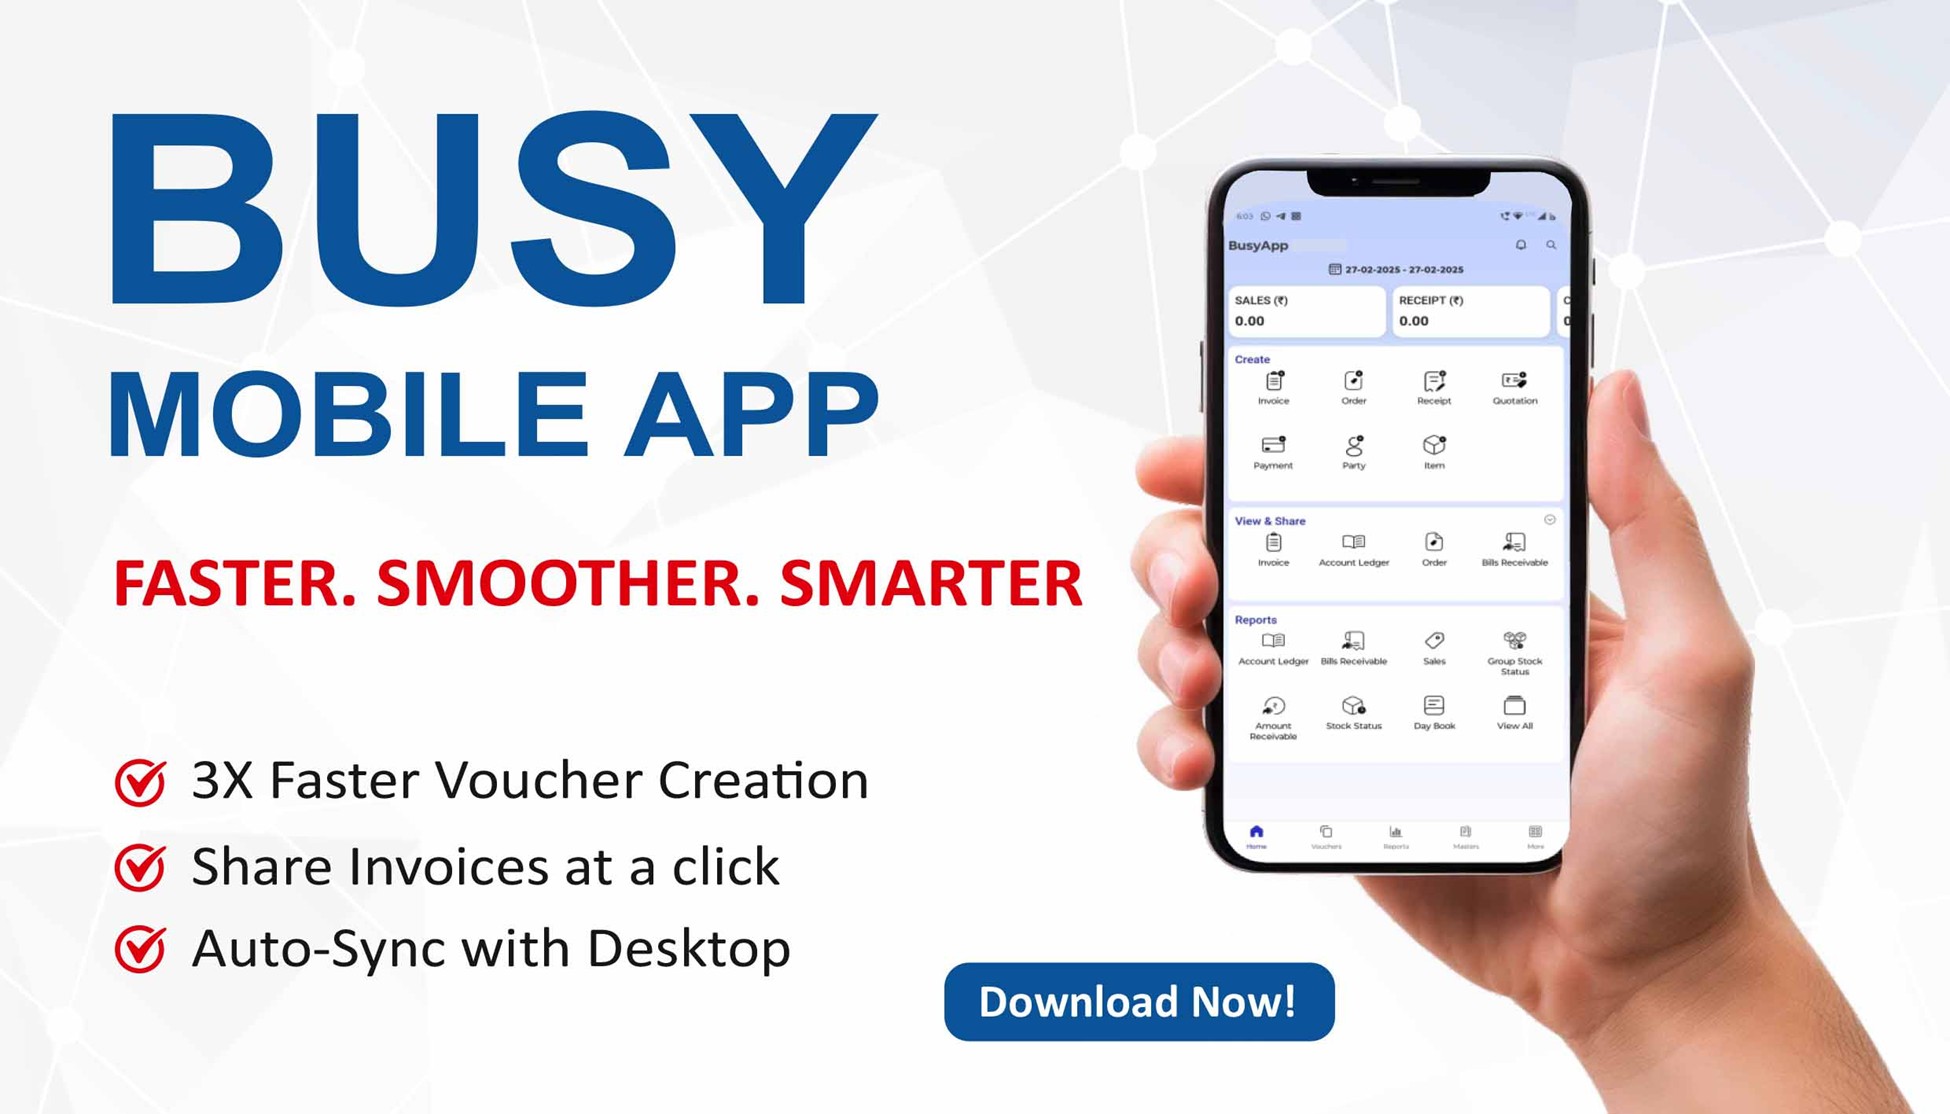 BUSY
MOBILE APP
FASTER. SMOOTHER. SMARTER
3X Faster Voucher Creation
Share Invoices at a click
Auto-Sync with Desktop
Download Now!
6:03
BusyApp
27-02-2025 - 27-02-2025
SALES (₹) RECEIPT (₹) C
0.00 0.00 0
Create
Invoice Order Receipt Quotation
Payment Party Item
View & Share
Invoice Account Ledger Order Bills Receivable
Reports
Account Ledger Bills Receivable Sales Group Stock
Status
Amount Stock Status Day Book View All
Receivable
Home Vouchers Reports Masters More